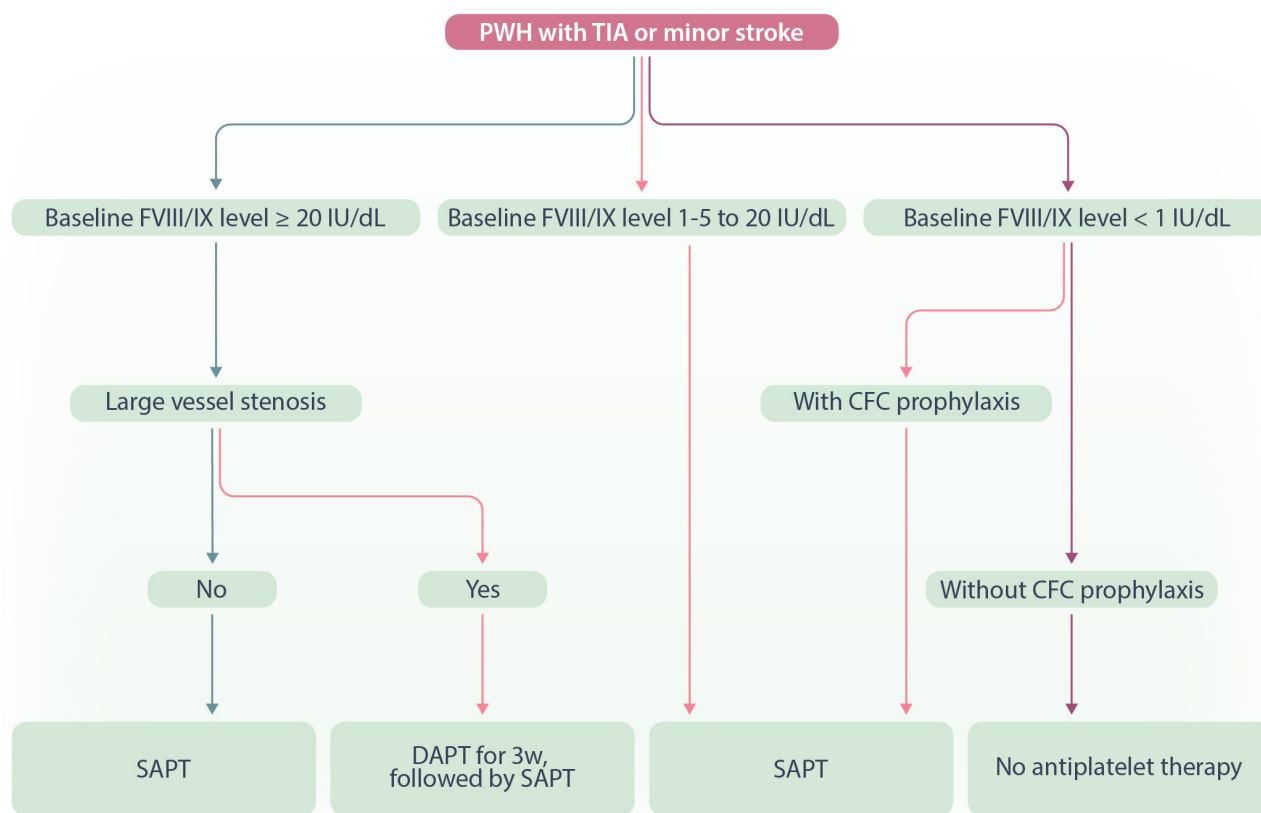 PWH with TIA or minor stroke
Baseline FVIII/IX level ≥ 20 IU/dL
Baseline FVIII/IX level 1-5 to 20 IU/dL
Baseline FVIII/IX level < 1 IU/dL
Large vessel stenosis
With CFC prophylaxis
No
Yes
Without CFC prophylaxis
SAPT
DAPT for 3w,
followed by SAPT
SAPT
No antiplatelet therapy